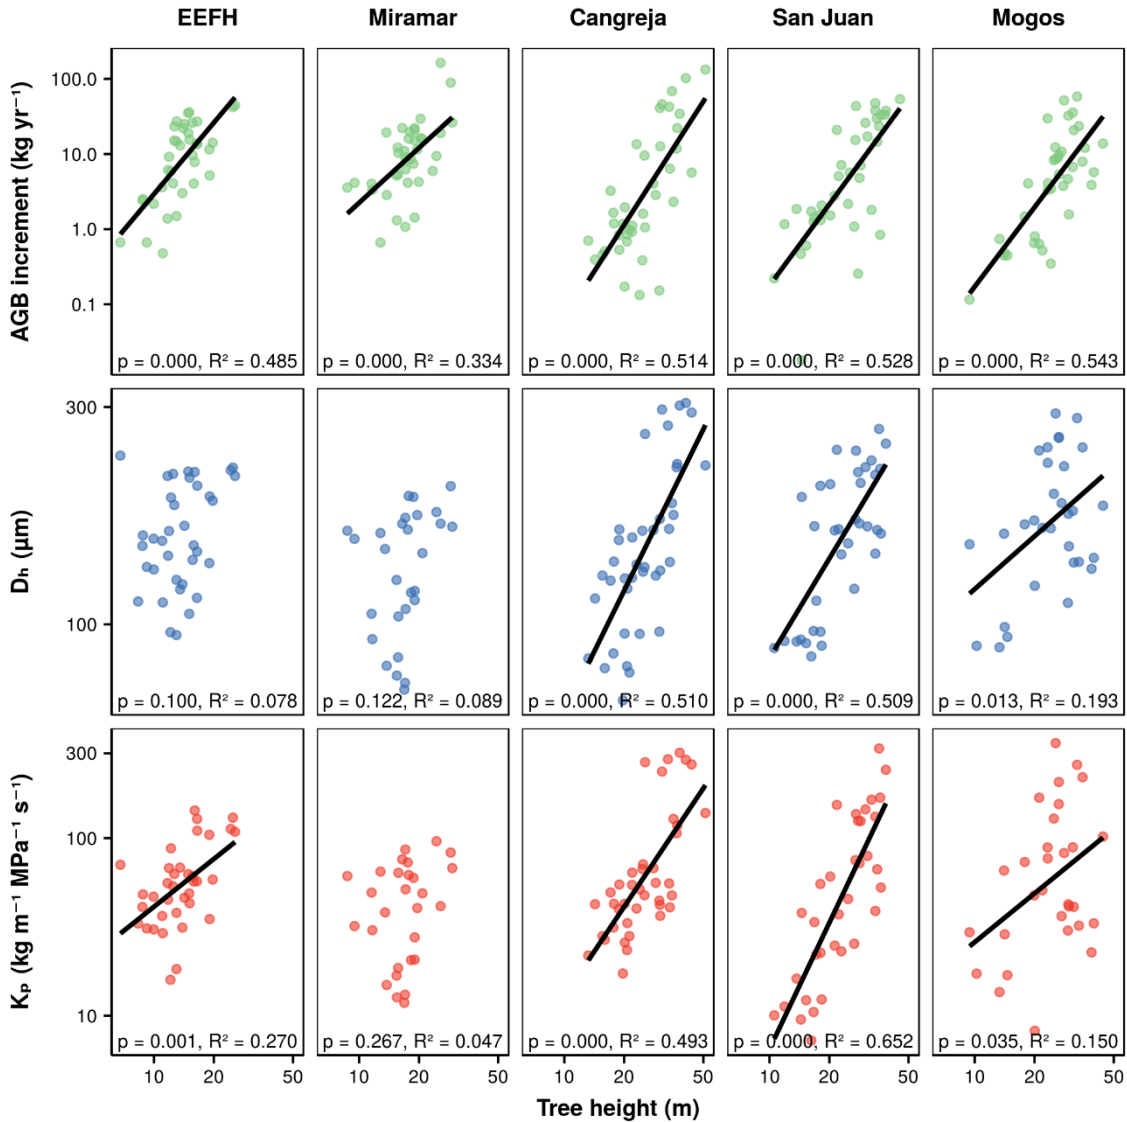 EEFH Miramar Cangreja San Juan Mogos
AGB increment (kg yr⁻¹)
100.0
10.0
1.0
0.1
p = 0.000, R² = 0.485
p = 0.000, R² = 0.334
p = 0.000, R² = 0.514
p = 0.000, R² = 0.528
p = 0.000, R² = 0.543
Dₕ (μm)
300
100
p = 0.100, R² = 0.078
p = 0.122, R² = 0.089
p = 0.000, R² = 0.510
p = 0.000, R² = 0.509
p = 0.013, R² = 0.193
Kₚ (kg m⁻¹ MPa⁻¹ s⁻¹)
300
100
10
p = 0.001, R² = 0.270
p = 0.267, R² = 0.047
p = 0.000, R² = 0.493
p = 0.000, R² = 0.652
p = 0.035, R² = 0.150
10 20 50 10 20 50 10 20 50 10 20 50 10 20 50
Tree height (m)